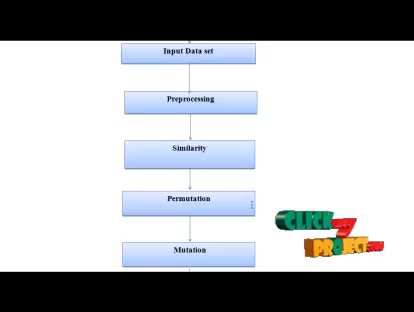 Input Data set
Preprocessing
Similarity
Permutation
CLICK
PROJECT
Mutation